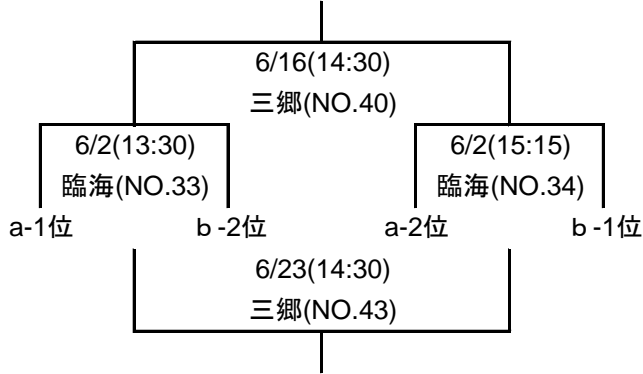 6/16(14:30)
三郷(NO.40)
6/2(13:30)
臨海(NO.33)
6/2(15:15)
臨海(NO.34)
a-1位
ｂ-2位
a-2位
ｂ-1位
6/23(14:30)
三郷(NO.43)